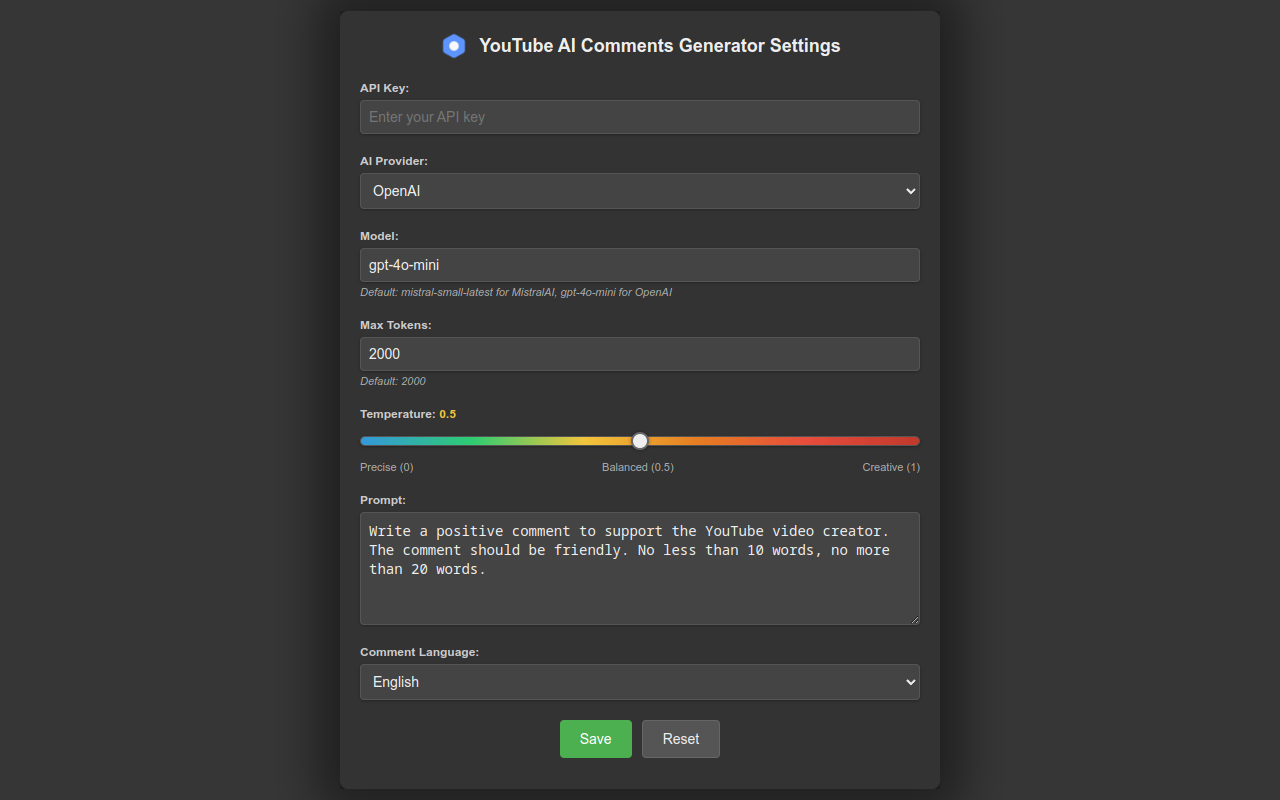 YouTube AI Comments Generator Settings
API Key:
Enter your API key
AI Provider:
OpenAI
Model:
gpt-4o-mini
Default: mistral-small-latest for MistralAI, gpt-4o-mini for OpenAI
Max Tokens:
2000
Default: 2000
Temperature: 0.5
Precise (0) Balanced (0.5) Creative (1)
Prompt:
Write a positive comment to support the YouTube video creator.
The comment should be friendly. No less than 10 words, no more
than 20 words.
Comment Language:
English
Save Reset